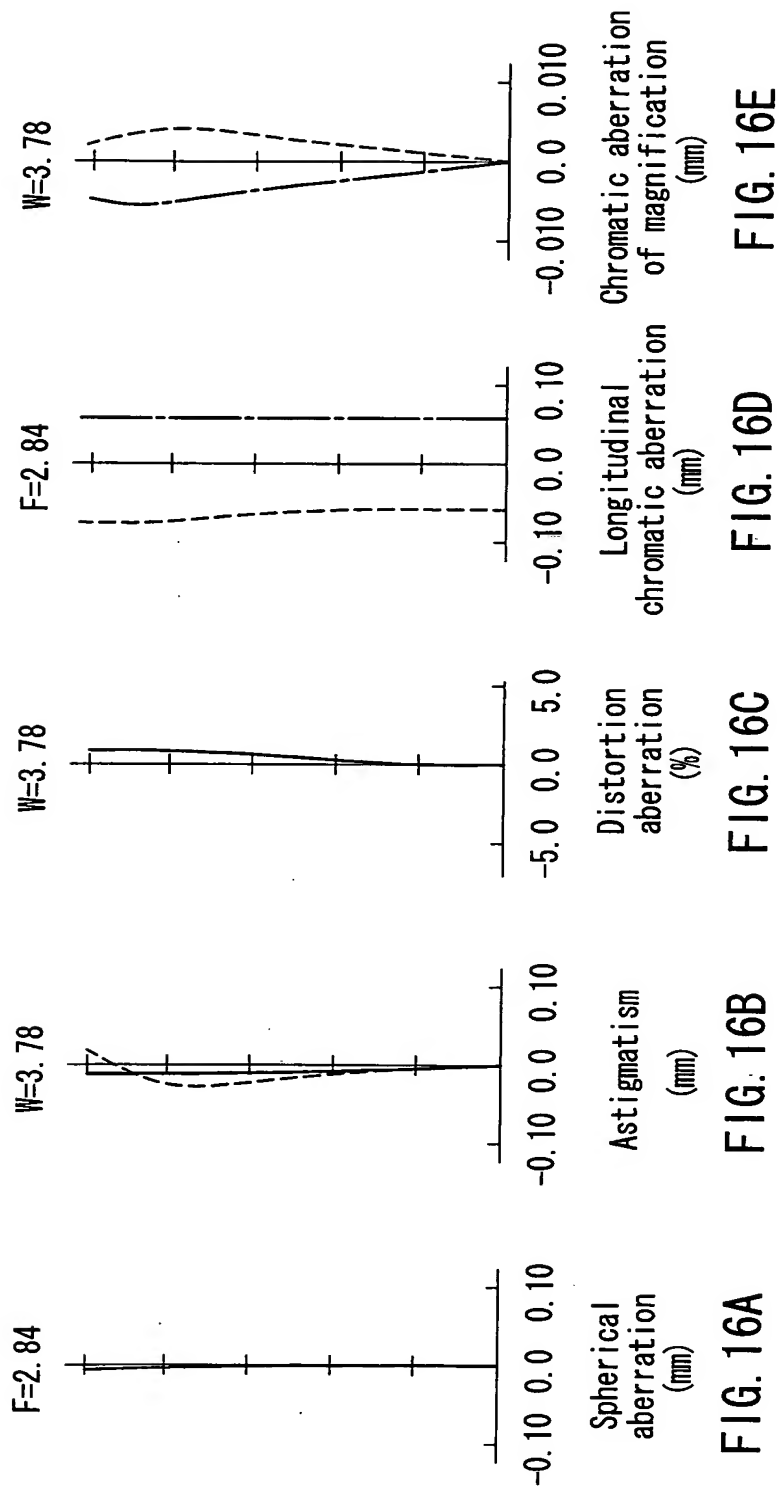 F=2.84
-0.10 0.0 0.10
Spherical
aberration
(mm)
FIG. 16A
W=3.78
-0.10 0.0 0.10
Astigmatism
(mm)
FIG. 16B
W=3.78
-5.0 0.0 5.0
Distortion
aberration
(%)
FIG. 16C
F=2.84
-0.10 0.0 0.10
Longitudinal
chromatic aberration
(mm)
FIG. 16D
W=3.78
-0.010 0.0 0.010
Chromatic aberration
of magnification
(mm)
FIG. 16E